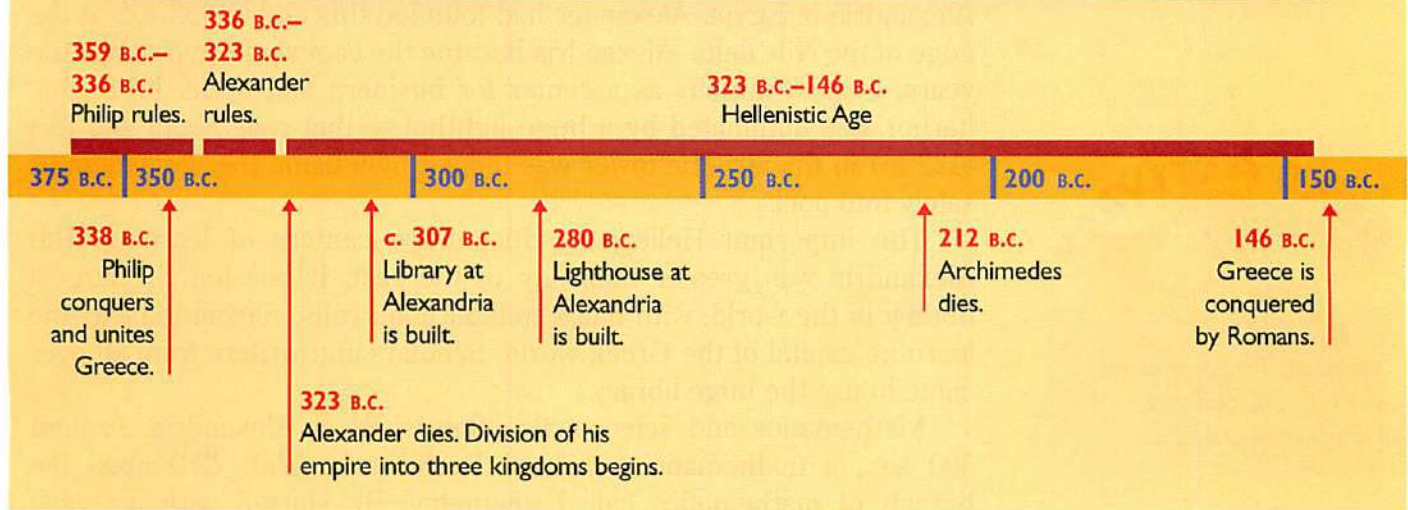 359 B.C.–
336 B.C.
Philip rules.
336 B.C.–
323 B.C.
Alexander
rules.
323 B.C.–146 B.C.
Hellenistic Age
375 B.C. 350 B.C. 300 B.C. 250 B.C. 200 B.C. 150 B.C.
338 B.C.
Philip
conquers
and unites
Greece.
323 B.C.
Alexander dies. Division of his
empire into three kingdoms begins.
c. 307 B.C.
Library at
Alexandria
is built.
280 B.C.
Lighthouse at
Alexandria
is built.
212 B.C.
Archimedes
dies.
146 B.C.
Greece is
conquered
by Romans.